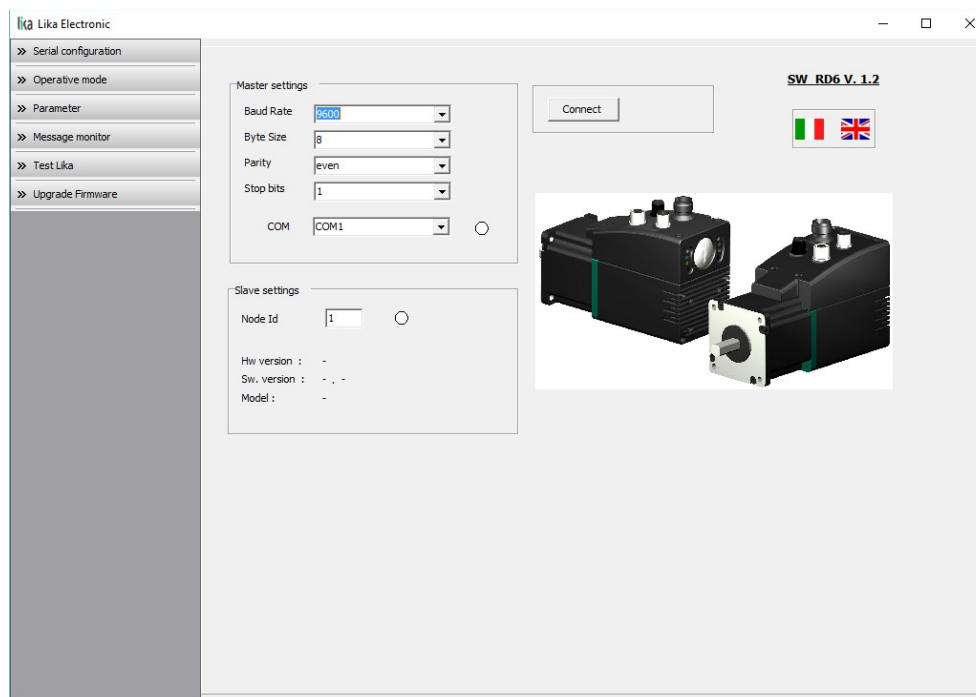 lika Lika Electronic
» Serial configuration
» Operative mode
» Parameter
» Message monitor
» Test Lika
» Upgrade Firmware
Master settings
Baud Rate 9600
Byte Size 8
Parity even
Stop bits 1
COM COM1
Slave settings
Node Id 1
Hw version : -
Sw. version : - . -
Model : -
Connect
SW RD6 V. 1.2